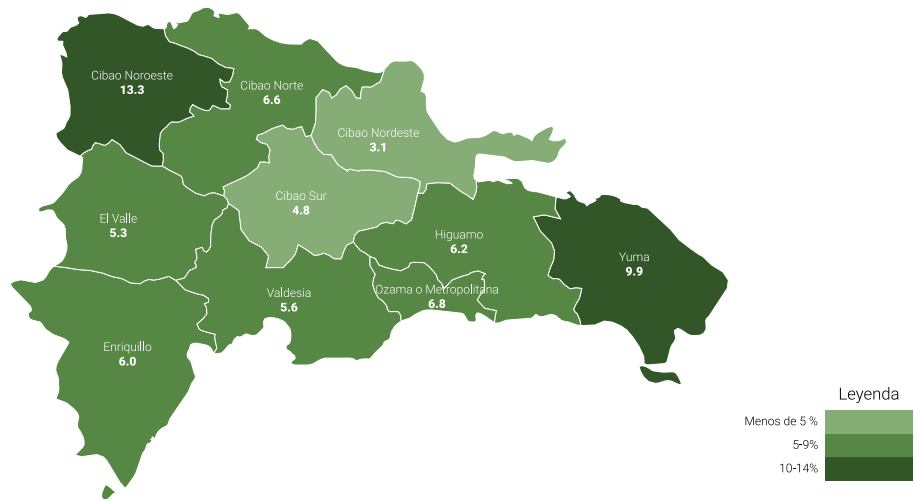 Cibao Noroeste
13.3
Cibao Norte
6.6
Cibao Nordeste
3.1
Cibao Sur
4.8
El Valle
5.3
Higuamo
6.2
Yuma
9.9
Valdesia
5.6
Ozama o Metropolitana
6.8
Enriquillo
6.0
Leyenda
Menos de 5 %
5-9%
10-14%